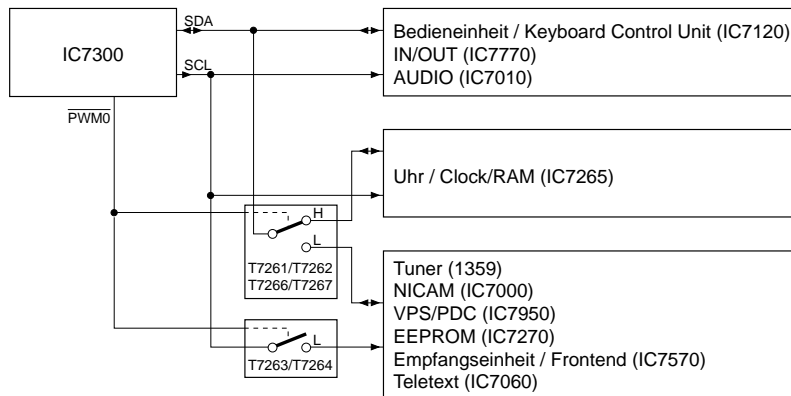 SDA
Bedieneinheit / Keyboard Control Unit (IC7120)
IC7300
IN/OUT (IC7770)
SCL
AUDIO (IC7010)
PWM0
Uhr / Clock/RAM (IC7265)
H
L
T7261/T7262
T7266/T7267
Tuner (1359)
NICAM (IC7000)
VPS/PDC (IC7950)
EEPROM (IC7270)
L
Empfangseinheit / Frontend (IC7570)
T7263/T7264
Teletext (IC7060)